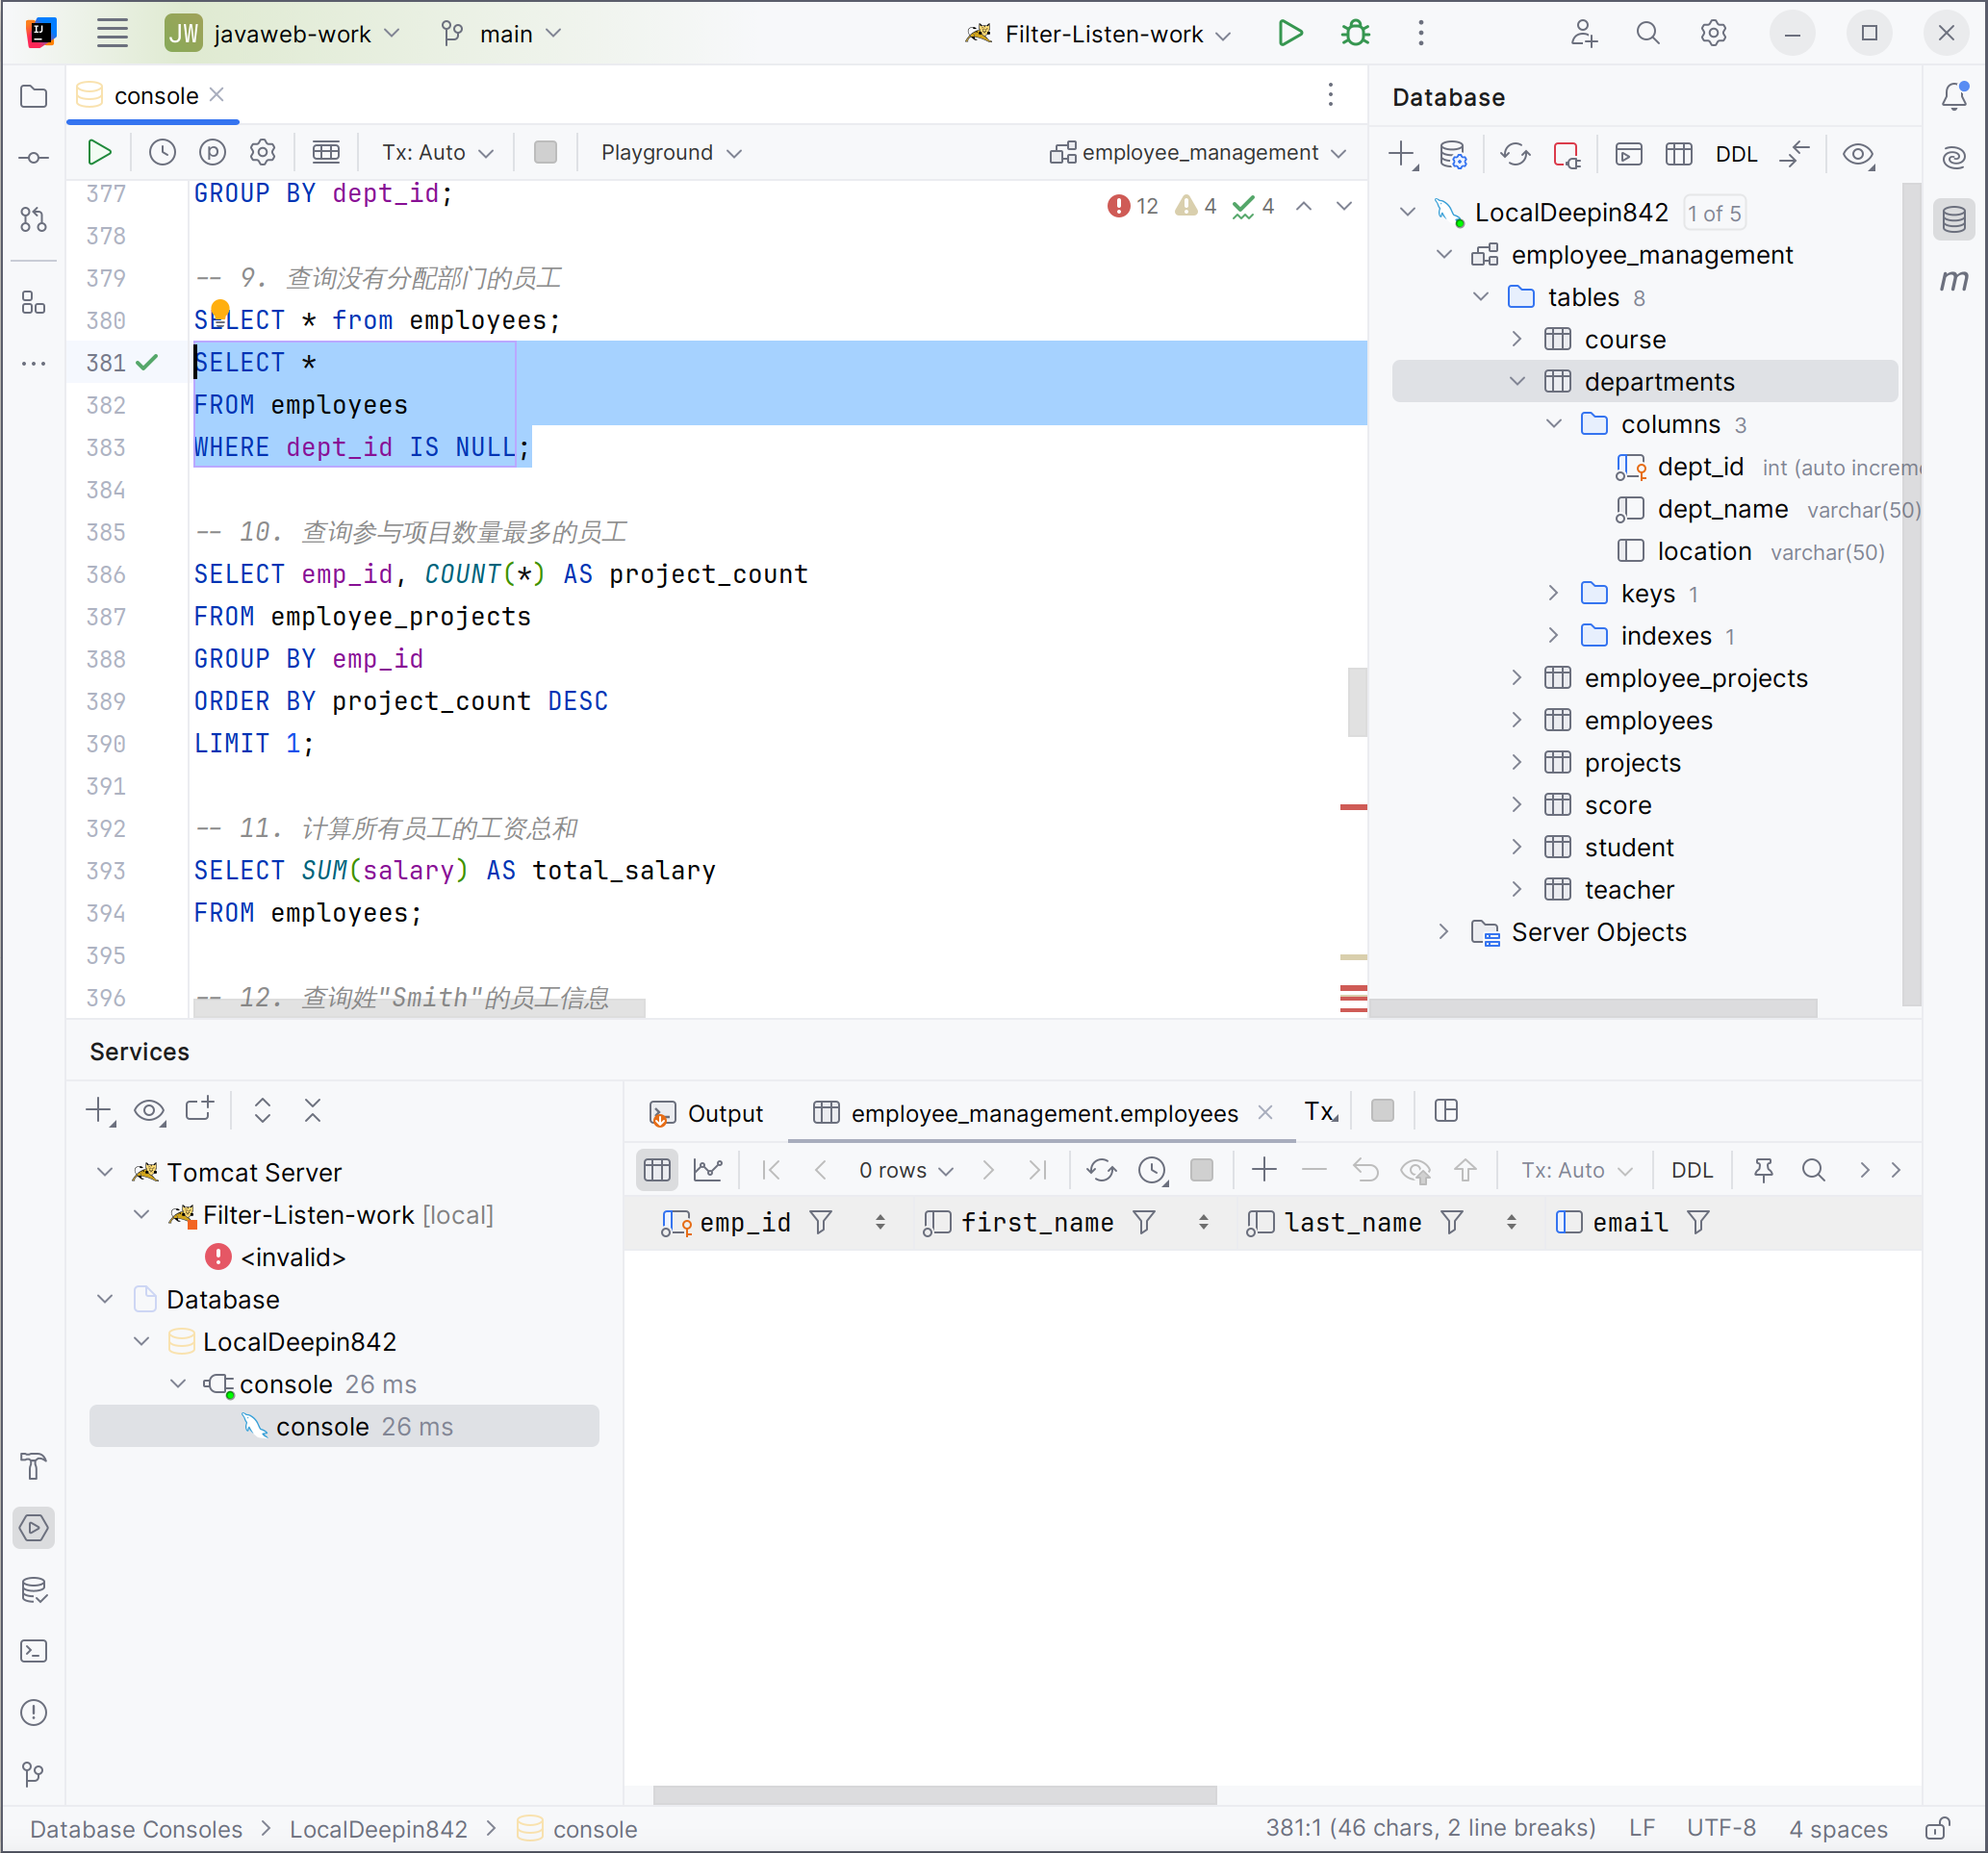 JW javaweb-work main Filter-Listen-work
console
Tx: Auto Playground employee_management
377 GROUP BY dept_id;
12 4 4
378
379 -- 9. 查询没有分配部门的员工
380 SELECT * from employees;
381 SELECT *
382 FROM employees
383 WHERE dept_id IS NULL;
384
385 -- 10. 查询参与项目数量最多的员工
386 SELECT emp_id, COUNT(*) AS project_count
387 FROM employee_projects
388 GROUP BY emp_id
389 ORDER BY project_count DESC
390 LIMIT 1;
391
392 -- 11. 计算所有员工的工资总和
393 SELECT SUM(salary) AS total_salary
394 FROM employees;
395
396 -- 12. 查询姓"Smith"的员工信息
Database
DDL
LocalDeepin842 1 of 5
employee_management
tables 8
course
departments
columns 3
dept_id int (auto increm
dept_name varchar(50)
location varchar(50)
keys 1
indexes 1
employee_projects
employees
projects
score
student
teacher
Server Objects
m
Services
Tomcat Server
Filter-Listen-work [local]
<invalid>
Database
LocalDeepin842
console 26 ms
console 26 ms
Output employee_management.employees Tx
0 rows Tx: Auto DDL
emp_id first_name last_name email
Database Consoles LocalDeepin842 console
381:1 (46 chars, 2 line breaks) LF UTF-8 4 spaces